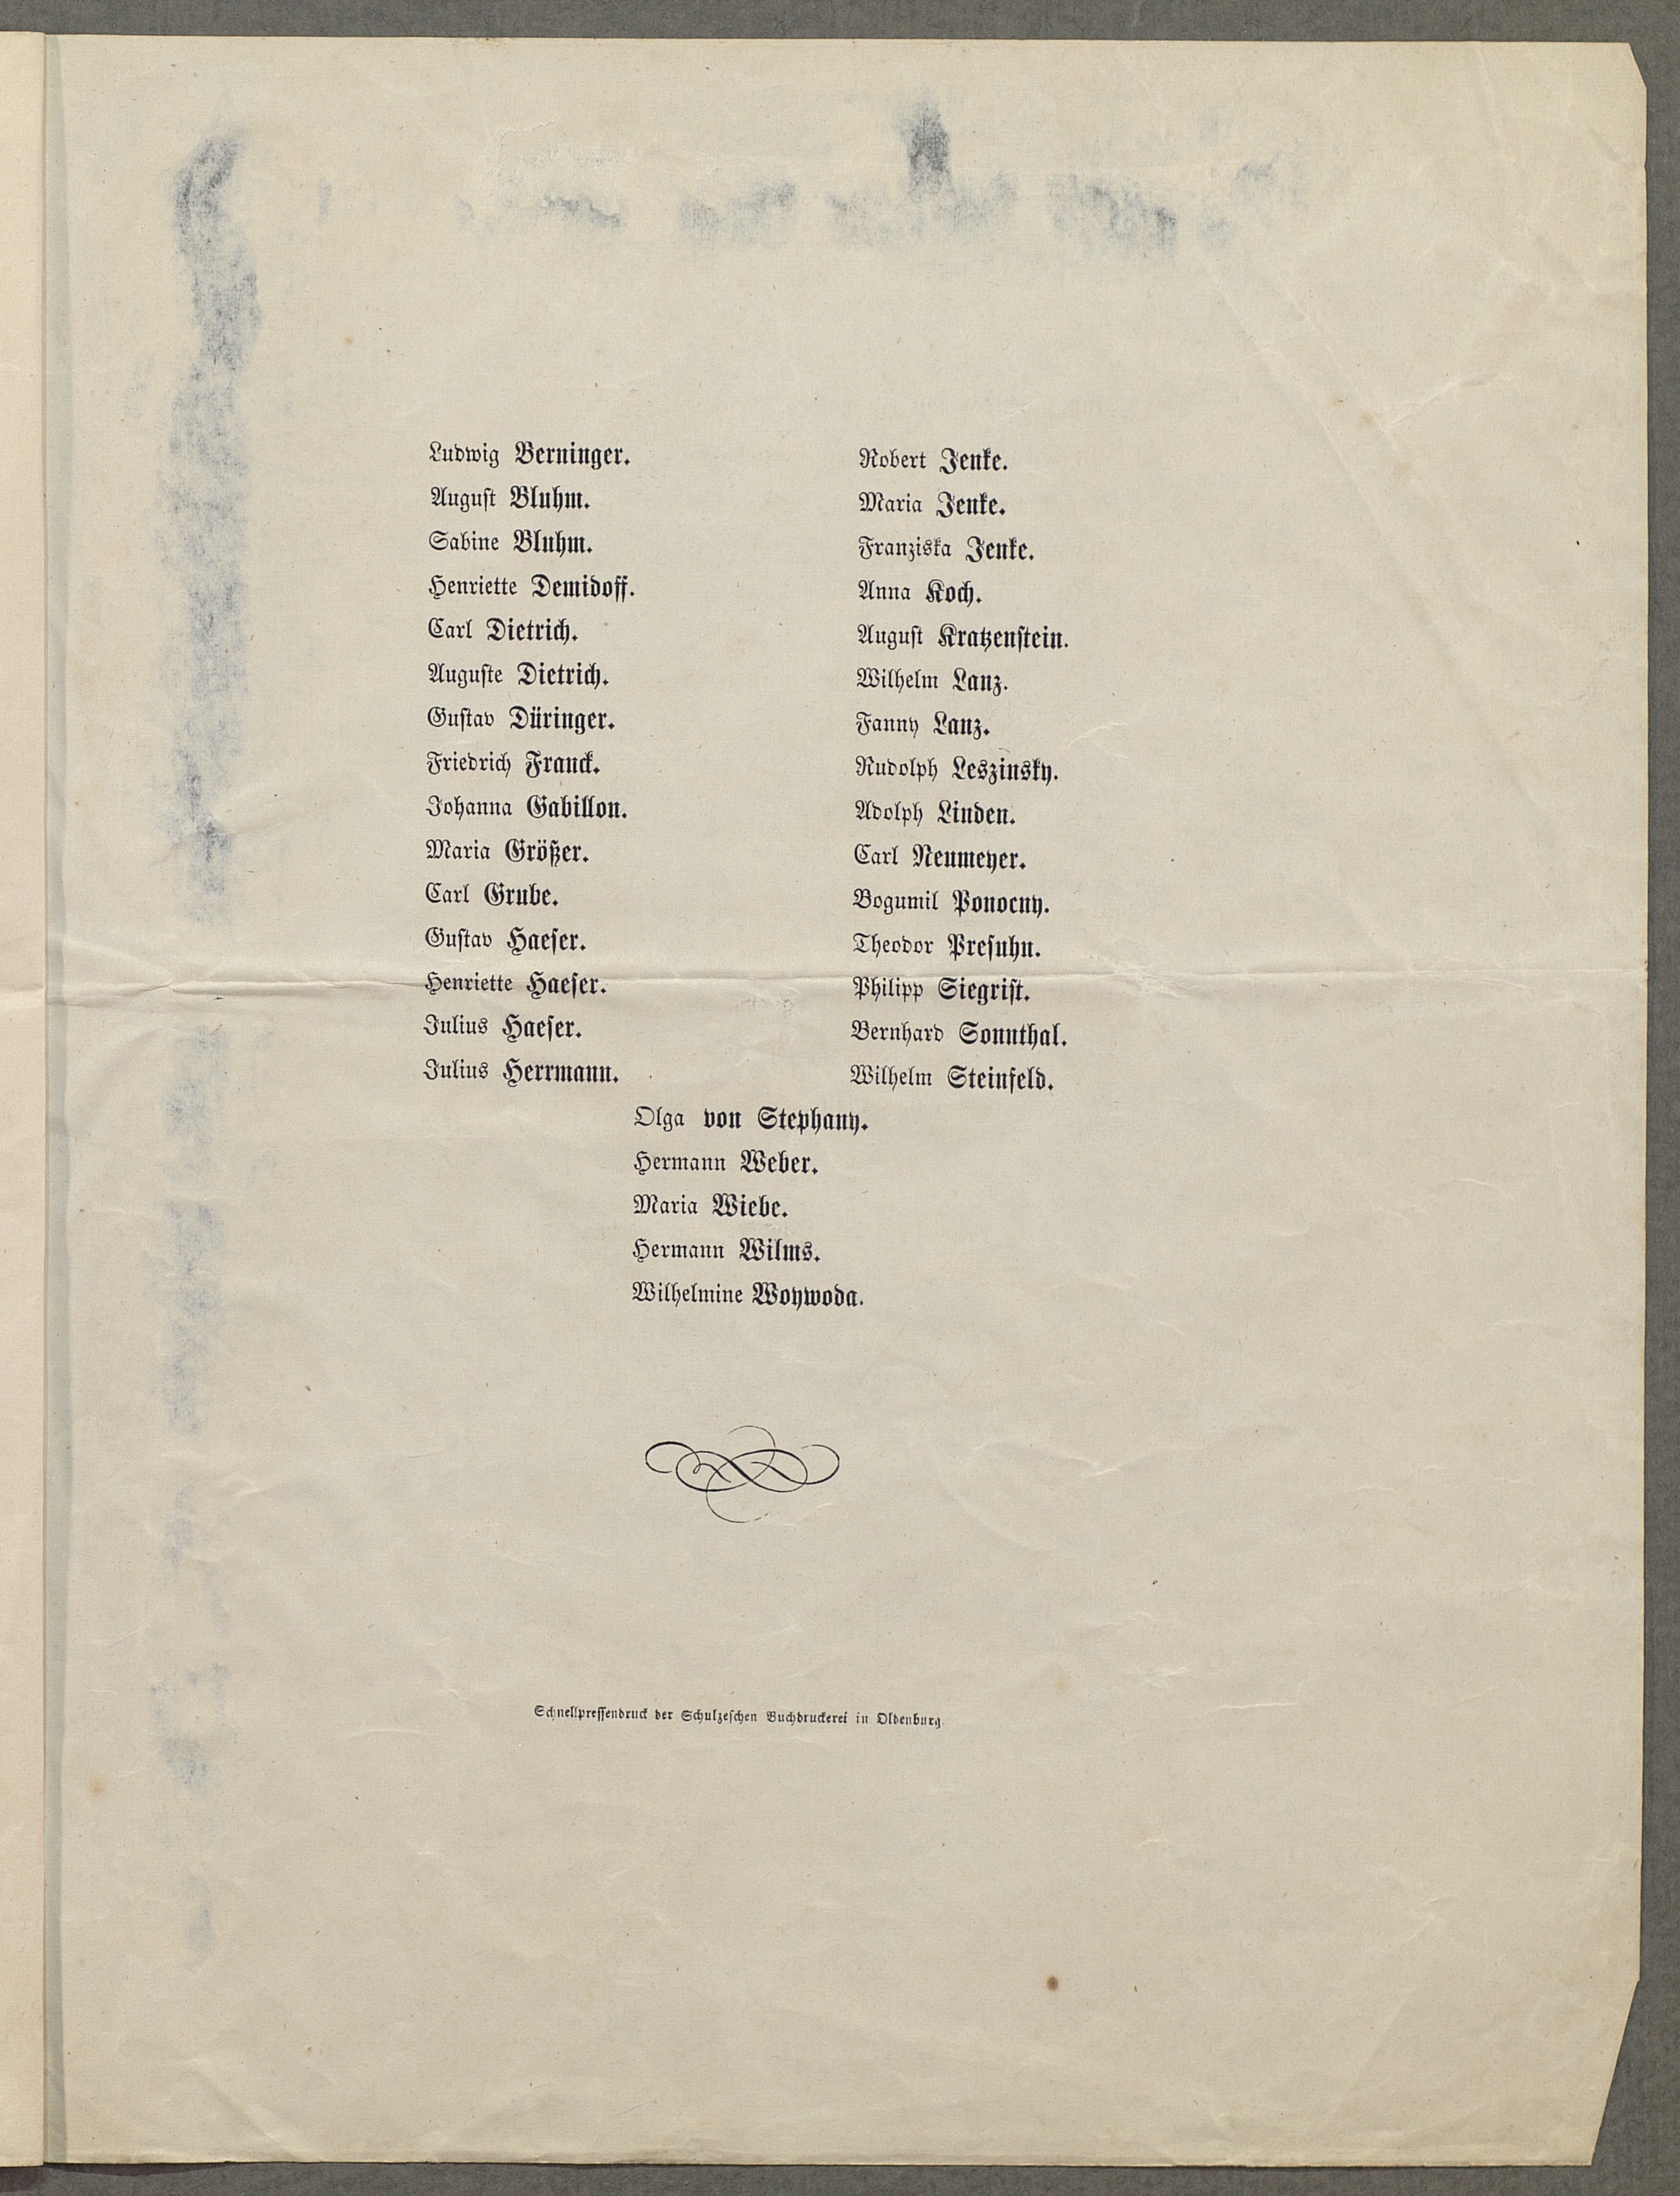 Ludwig Berninger.
August Bluhm.
Sabine Bluhm.
Henriette Demidoff.
Carl Dietrich.
Auguste Dietrich.
Gustav Düringer.
Friedrich Franck.
Johanna Gabillon.
Maria Größer.
Carl Grube.
Gustav Haeser.
Henriette Haeser.
Julius Haeser.
Julius Herrmann.
Robert Jenke.
Maria Jenke.
Franziska Jenke.
Anna Koch.
August Kratzenstein.
Wilhelm Lanz.
Fanny Lanz.
Rudolph Leszinsky.
Adolph Linden.
Carl Neumeyer.
Bogumil Ponocny.
Theodor Presuhn.
Philipp Siegrist.
Bernhard Sonnthal.
Wilhelm Steinfeld.
Olga von Stephany.
Hermann Weber.
Maria Wiebe.
Hermann Wilms.
Wilhelmine Woywoda.
Schnellpressendruck der Schulzeschen Buchdruckerei in Oldenburg.